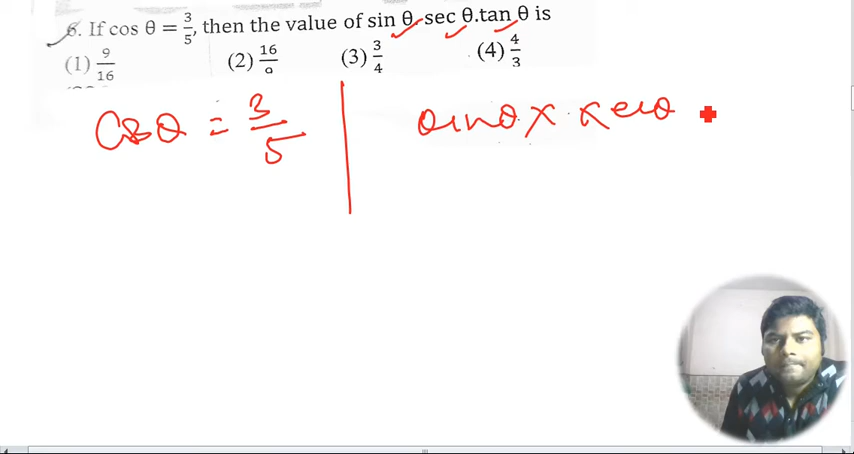 6. If cos θ = 3/5, then the value of sin θ. sec θ.tan θ is
(1) 9/16 (2) 16/9 (3) 3/4 (4) 4/3
cosθ = 3/5
sinθ × secθ